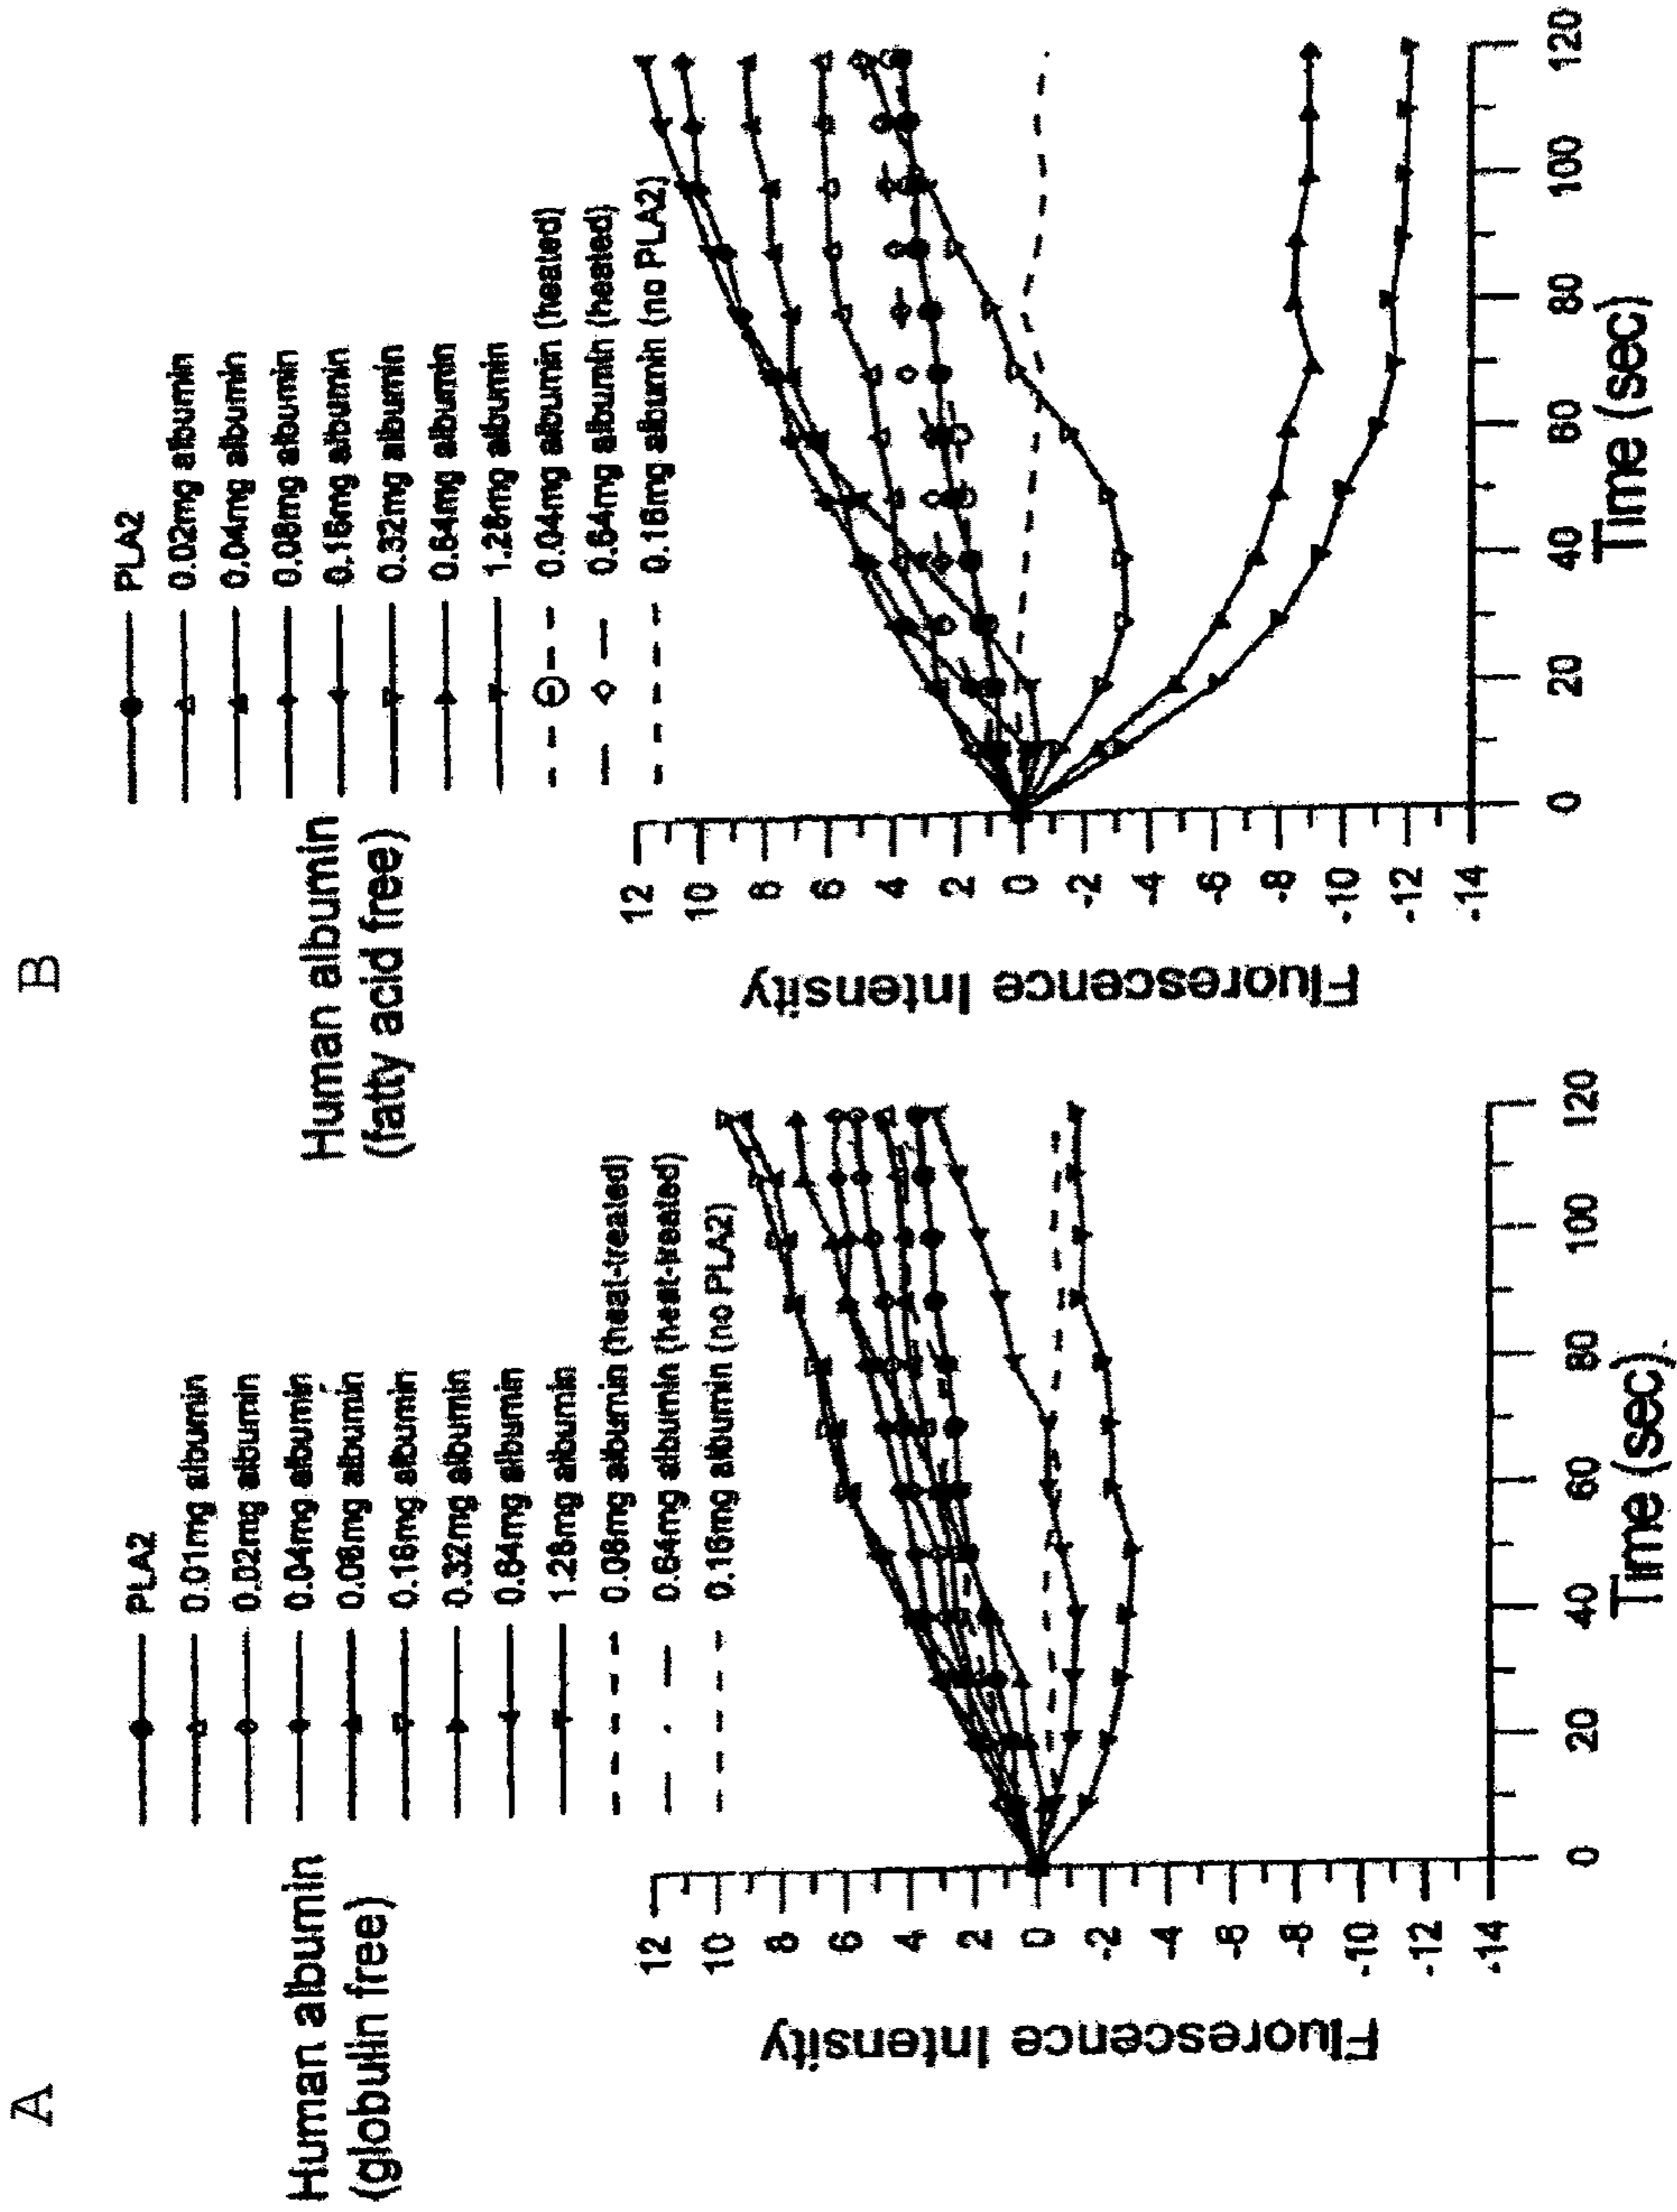 A
Human albumin
(globulin free)
PLA2
0.01mg albumin
0.02mg albumin
0.04mg albumin
0.08mg albumin
0.16mg albumin
0.32mg albumin
0.64mg albumin
1.28mg albumin
0.08mg albumin (heat-treated)
0.64mg albumin (heat-treated)
0.16mg albumin (no PLA2)
Fluorescence Intensity
12
10
8
6
4
2
0
-2
-4
-6
-8
-10
-12
-14
0 20 40 60 80 100 120
Time (sec)
B
Human albumin
(fatty acid free)
PLA2
0.02mg albumin
0.04mg albumin
0.08mg albumin
0.16mg albumin
0.32mg albumin
0.64mg albumin
1.28mg albumin
0.04mg albumin (heated)
0.64mg albumin (heated)
0.16mg albumin (no PLA2)
Fluorescence Intensity
12
10
8
6
4
2
0
-2
-4
-6
-8
-10
-12
-14
0 20 40 60 80 100 120
Time (sec)